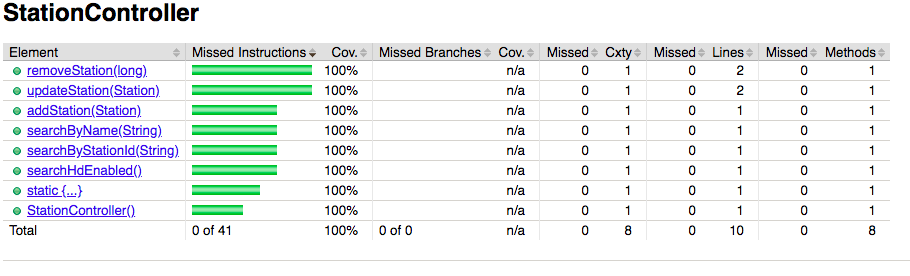 StationController
Element Missed Instructions Cov. Missed Branches Cov. Missed Cxty Missed Lines Missed Methods
removeStation(long) 100% n/a 0 1 0 2 0 1
updateStation(Station) 100% n/a 0 1 0 2 0 1
addStation(Station) 100% n/a 0 1 0 1 0 1
searchByName(String) 100% n/a 0 1 0 1 0 1
searchByStationId(String) 100% n/a 0 1 0 1 0 1
searchHdEnabled() 100% n/a 0 1 0 1 0 1
static {...} 100% n/a 0 1 0 1 0 1
StationController() 100% n/a 0 1 0 1 0 1
Total 0 of 41 100% 0 of 0 n/a 0 8 0 10 0 8